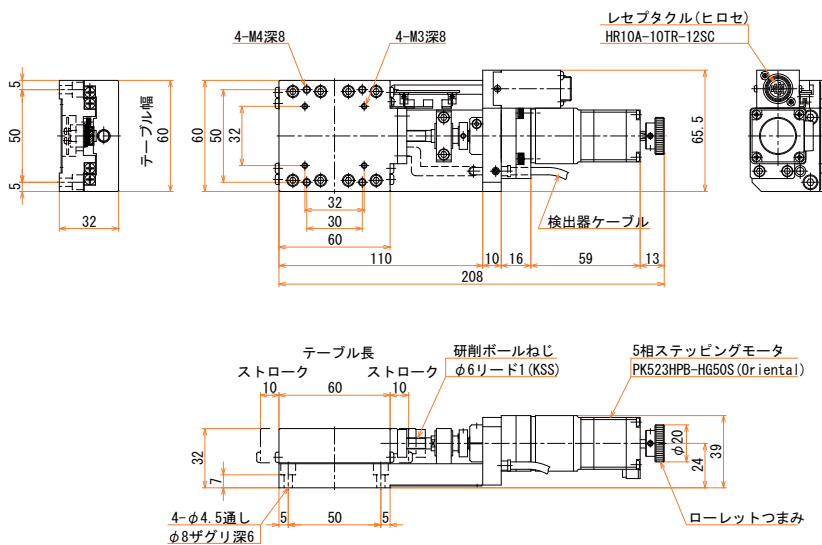 レセプタクル(ヒロセ)
HR10A-10TR-12SC
4-M4深8
4-M3深8
5
50
5
テーブル幅
60
32
60
50
32
32
30
60
検出器ケーブル
65.5
110
10
16
59
13
208
テーブル長
ストローク
ストローク
10
60
10
研削ボールねじ
φ6リード1(KSS)
5相ステッピングモータ
PK523HPB-HG50S(Oriental)
32
7
φ20
24
39
4-φ4.5通し
φ8ザグリ深6
5
50
5
ローレットつまみ